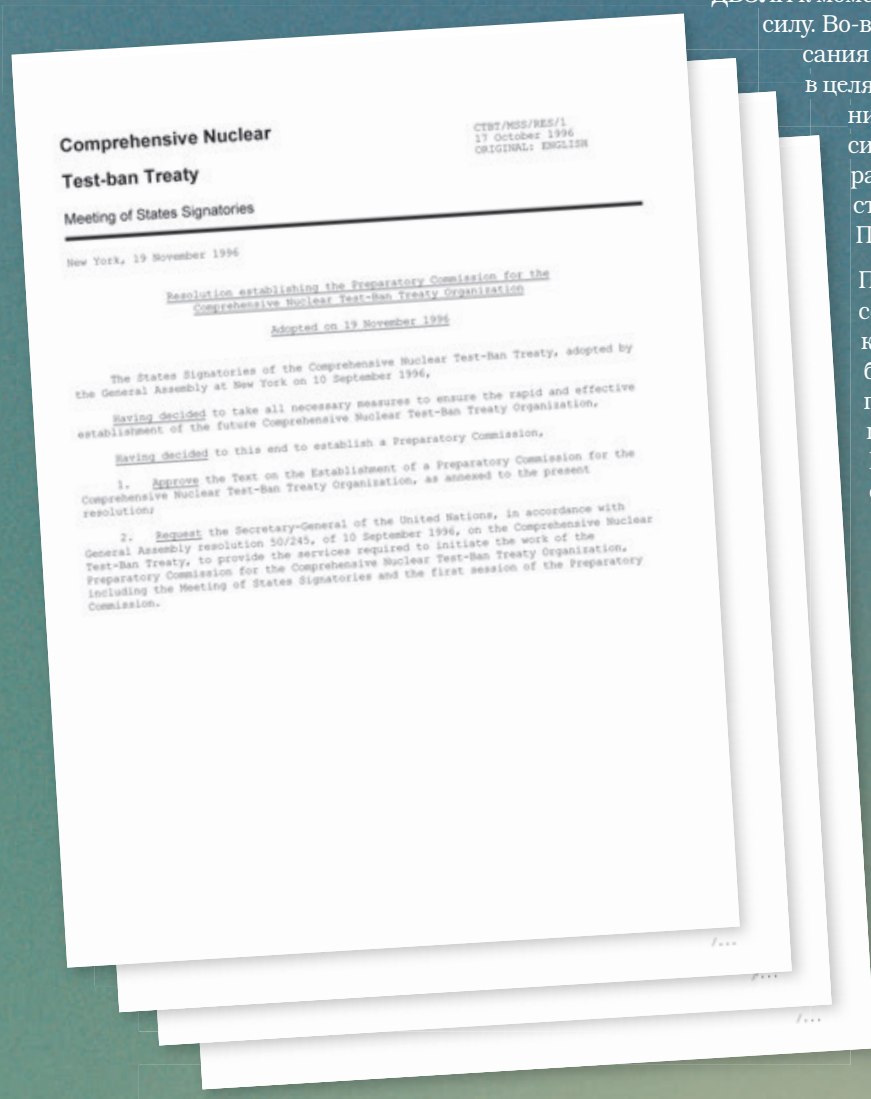 Comprehensive Nuclear
Test-ban Treaty
Meeting of States Signatories
CTBT/MSS/RES/1
17 October 1996
ORIGINAL: ENGLISH
New York, 19 November 1996
Resolution establishing the Preparatory Commission for the
Comprehensive Nuclear Test-Ban Treaty Organization
Adopted on 19 November 1996
The States Signatories of the Comprehensive Nuclear Test-Ban Treaty, adopted by
the General Assembly at New York on 10 September 1996,
Having decided to take all necessary measures to ensure the rapid and effective
establishment of the future Comprehensive Nuclear Test-Ban Treaty Organization,
Having decided to this end to establish a Preparatory Commission,
1. Approve the Text on the Establishment of a Preparatory Commission for the
Comprehensive Nuclear Test-Ban Treaty Organization, as annexed to the present
resolution;
2. Request the Secretary-General of the United Nations, in accordance with
General Assembly resolution 50/245, of 10 September 1996, on the Comprehensive Nuclear
Test-Ban Treaty, to provide the services required to initiate the work of the
Preparatory Commission for the Comprehensive Nuclear Test-Ban Treaty Organization,
including the Meeting of States Signatories and the first session of the Preparatory
Commission.
/...
/...
/...
силу. Во-в
сания
в целя
ни
си
ра
ст
П